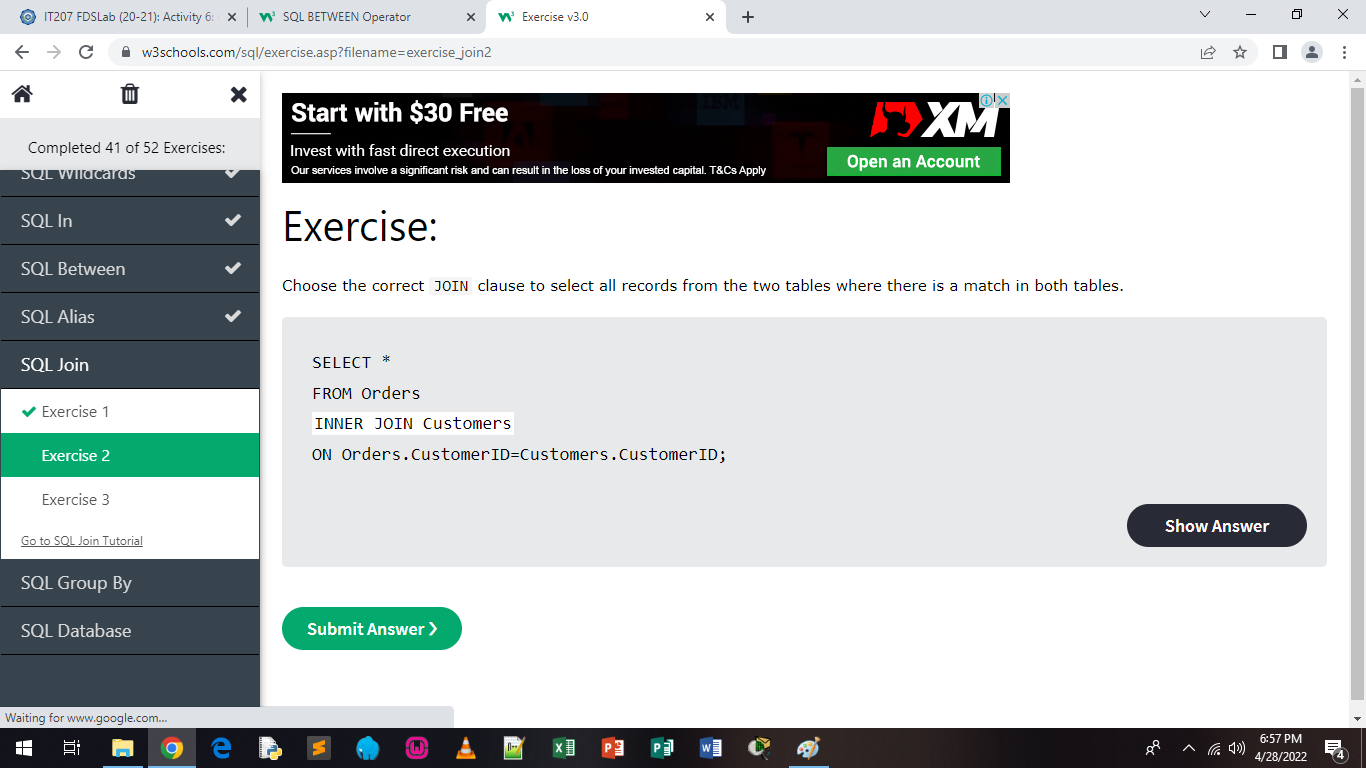 IT207 FDSLab (20-21): Activity 6:
SQL BETWEEN Operator
Exercise v3.0
w3schools.com/sql/exercise.asp?filename=exercise_join2
Completed 41 of 52 Exercises:
SQL Wildcards
SQL In
SQL Between
SQL Alias
SQL Join
Exercise 1
Exercise 2
Exercise 3
Go to SQL Join Tutorial
SQL Group By
SQL Database
Waiting for www.google.com...
Start with $30 Free
Invest with fast direct execution
Our services involve a significant risk and can result in the loss of your invested capital. T&Cs Apply
XM
Open an Account
Exercise:
Choose the correct JOIN clause to select all records from the two tables where there is a match in both tables.
SELECT *
FROM Orders
INNER JOIN Customers
ON Orders.CustomerID=Customers.CustomerID;
Show Answer
Submit Answer ❯
6:57 PM
4/28/2022
4